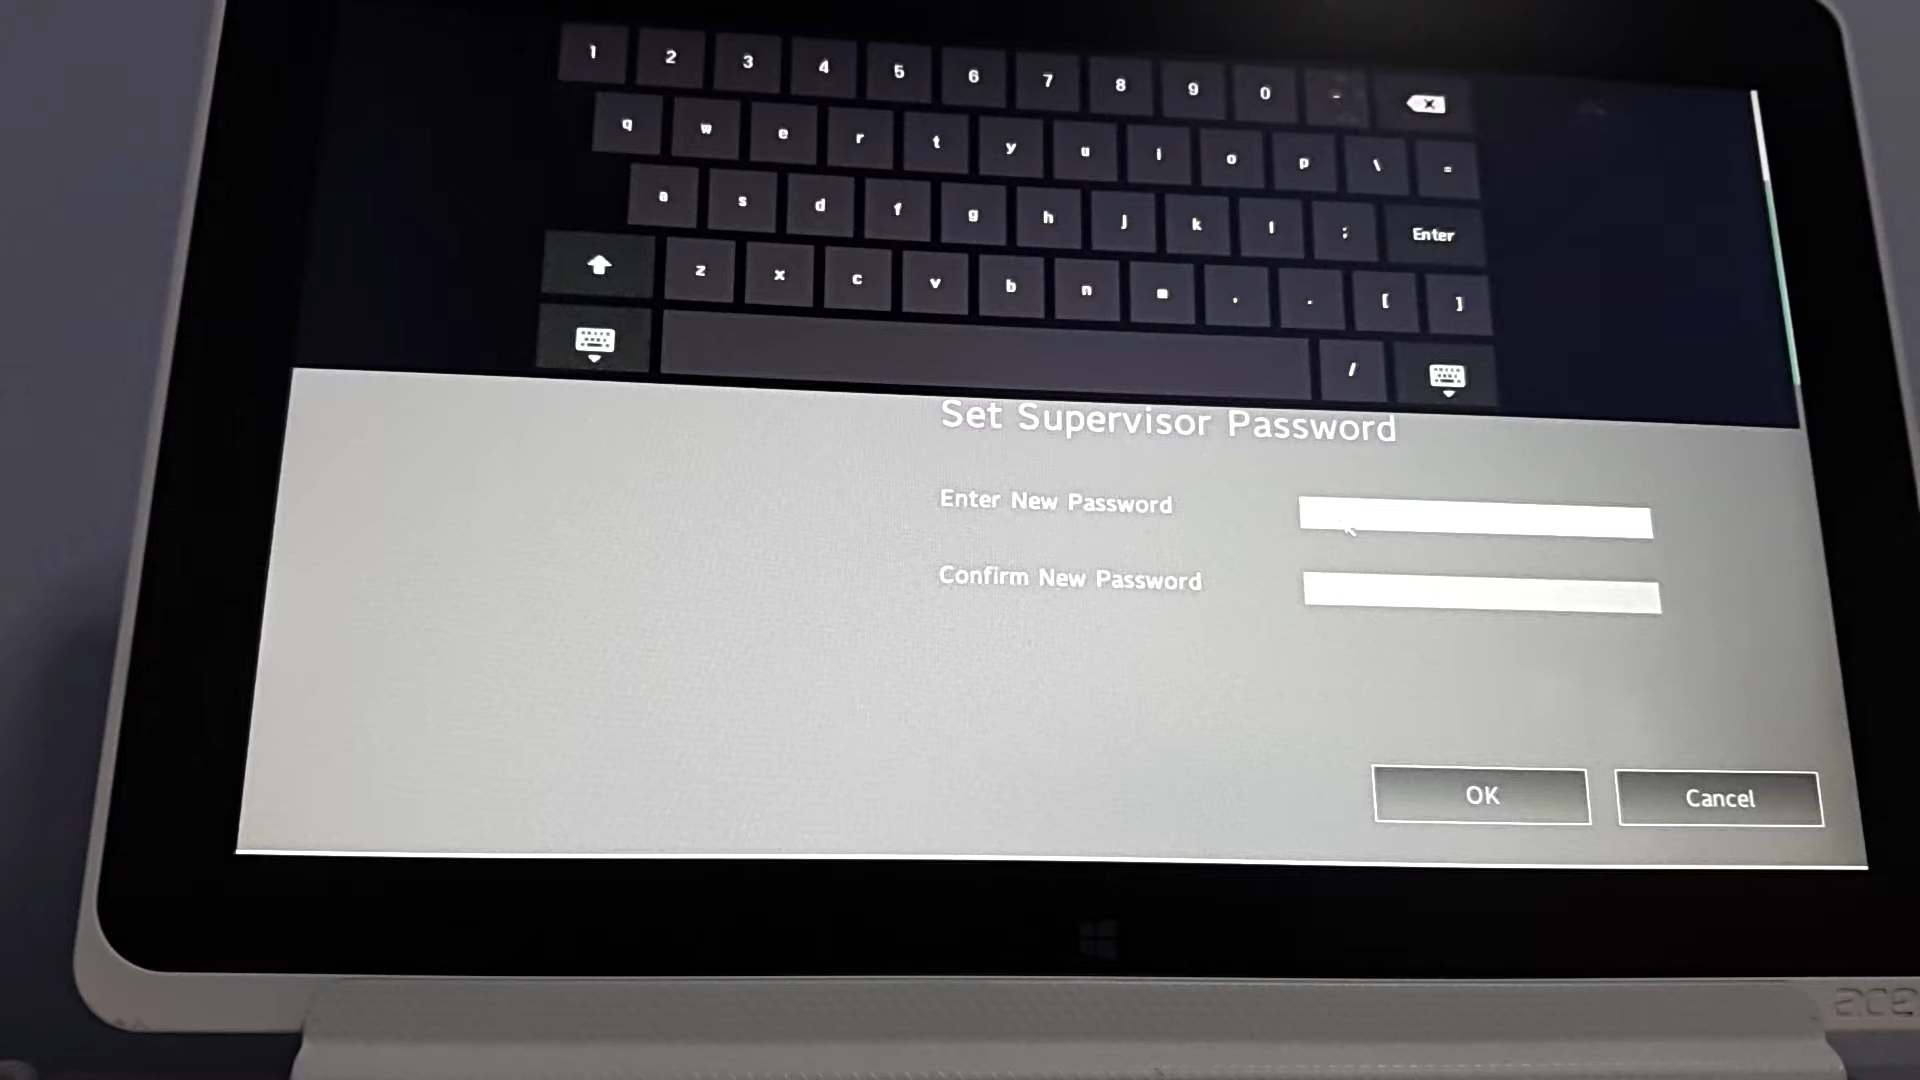 1 2 3 4 5 6 7 8 9 0 -
q w e r t y u i o p \ =
a s d f g h j k l ; Enter
z x c v b n m , . [ ]
/
Set Supervisor Password
Enter New Password
Confirm New Password
OK Cancel
ace